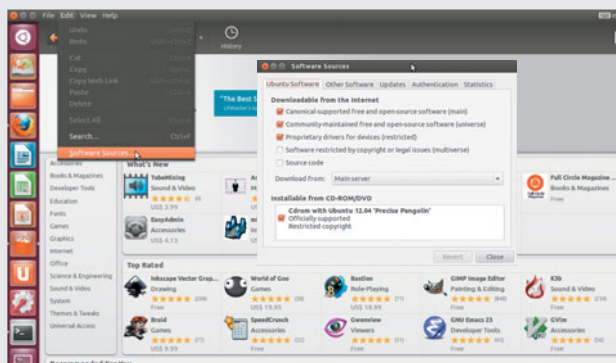 File Edit View Help
Undo
Redo
Cut
Copy
Copy Web Link
Paste
Delete
Select All
Search... Ctrl+F
Software Sources
History
"The Best S
Software Sources
Ubuntu Software Other Software Updates Authentication Statistics
Downloadable from the Internet
Canonical-supported free and open-source software (main)
Community-maintained free and open-source software (universe)
Proprietary drivers for devices (restricted)
Software restricted by copyright or legal issues (multiverse)
Source code
Download from: Main server
Installable from CD-ROM/DVD
Cdrom with Ubuntu 12.04 'Precise Pangolin'
Officially supported
Restricted copyright
Revert Close
Accessories
Books & Magazines
Developer Tools
Education
Fonts
Games
Graphics
Internet
Office
Science & Engineering
Sound & Video
System
Themes & Tweaks
Universal Access
What's New
TubeMixing
Sound & Video
US$ 3.99
EasyAdmin
Accessories
US$ 4.13
Full Circle Magazine ...
Books & Magazines
Free
Top Rated
Inkscape Vector Grap...
Drawing
Free
World of Goo
Games
US$ 19.95
Bastion
Role-Playing
US$ 14.99
GIMP Image Editor
Painting & Editing
Free
K3b
Sound & Video
Free
Braid
Games
US$ 9.99
SpeedCrunch
Accessories
Free
Gwenview
Viewers
Free
GNU Emacs 23
Developer Tools
Free
GVim
Accessories
Free